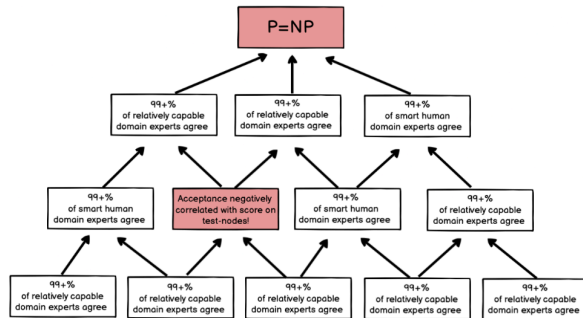 P=NP
99+%
of relatively capable
domain experts agree
99+%
of relatively capable
domain experts agree
99+%
of smart human
domain experts agree
99+%
of smart human
domain experts agree
Acceptance negatively
correlated with score on
test-nodes!
99+%
of smart human
domain experts agree
99+%
of relatively capable
domain experts agree
99+%
of relatively capable
domain experts agree
99+%
of relatively capable
domain experts agree
99+%
of relatively capable
domain experts agree
99+%
of relatively capable
domain experts agree
99+%
of relatively capable
domain experts agree